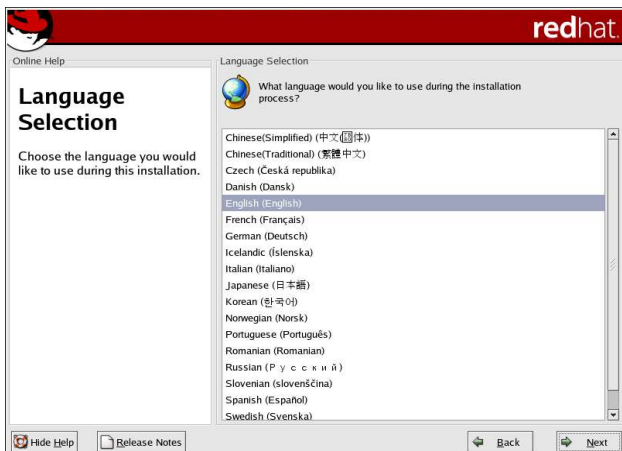 redhat.
Online Help
Language
Selection
Choose the language you would
like to use during this installation.
Language Selection
What language would you like to use during the installation
process?
Chinese(Simplified) (中文(体))
Chinese(Traditional) (繁體中文)
Czech (Česká republika)
Danish (Dansk)
English (English)
French (Français)
German (Deutsch)
Icelandic (Íslenska)
Italian (Italiano)
Japanese (日本語)
Korean (한국어)
Norwegian (Norsk)
Portuguese (Português)
Romanian (Romanian)
Russian (Русский)
Slovenian (slovenščina)
Spanish (Español)
Swedish (Svenska)
Hide Help
Release Notes
Back
Next